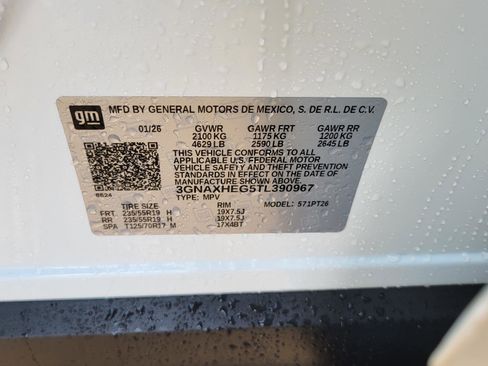 gm
MFD BY GENERAL MOTORS DE MEXICO, S. DE R.L. DE C.V.
01/26 GVWR GAWR FRT GAWR RR
2100 KG 1175 KG 1200 KG
4629 LB 2590 LB 2645 LB
THIS VEHICLE CONFORMS TO ALL
APPLICABLE U.S. FEDERAL MOTOR
VEHICLE SAFETY AND THEFT PREVENTION
STANDARDS IN EFFECT ON THE DATE OF
MANUFACTURE SHOWN ABOVE.
3GNAXHEG5TL390967
6624 TYPE: MPV MODEL: 571PT26
TIRE SIZE RIM
FRT 235/55R19 H 19X7.5J
RR 235/55R19 H 19X7.5J
SPA T125/70R17 M 17X4BT